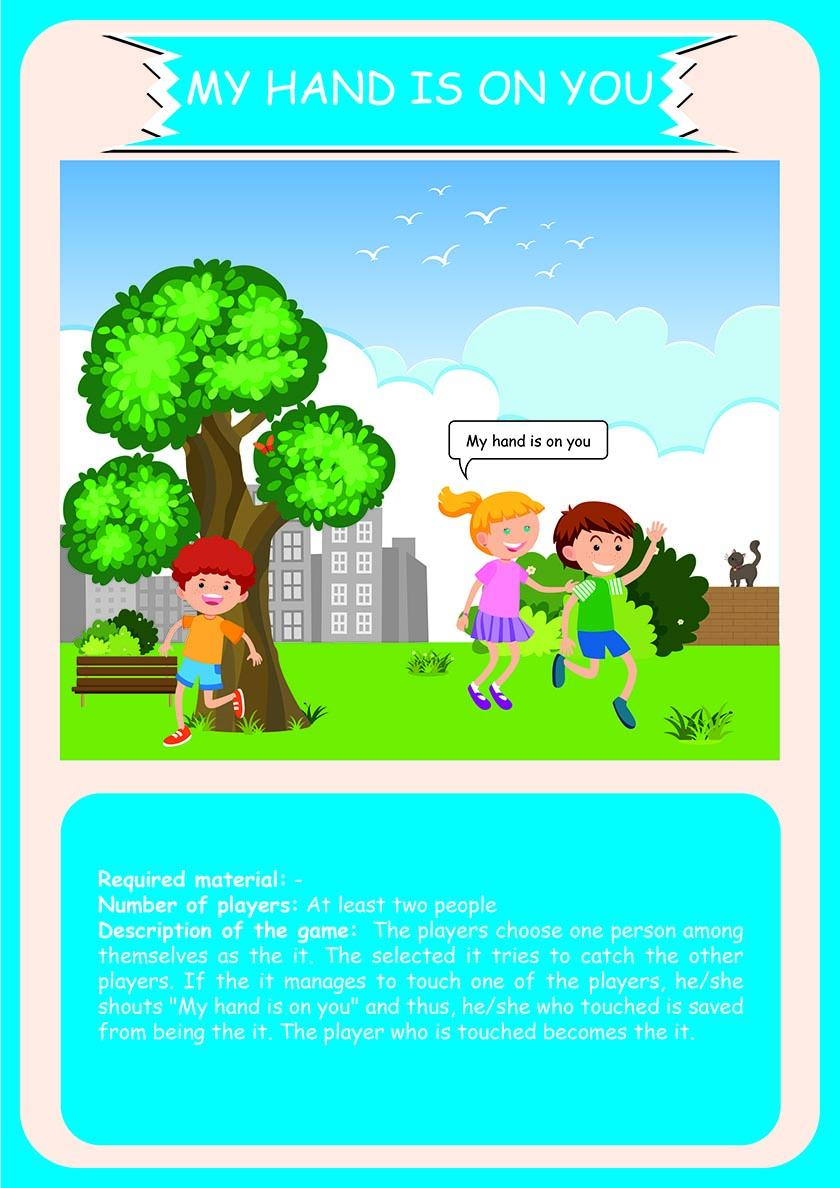 MY HAND IS ON YOU
My hand is on you
Required material: -
Number of players: At least two people
Description of the game: The players choose one person among
themselves as the it. The selected it tries to catch the other
players. If the it manages to touch one of the players, he/she
shouts "My hand is on you" and thus, he/she who touched is saved
from being the it. The player who is touched becomes the it.